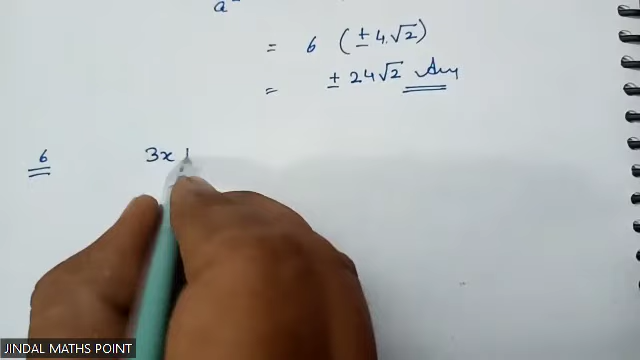 a
= 6 (± 4√2)
= ± 24√2 Ans
6 3x
JINDAL MATHS POINT